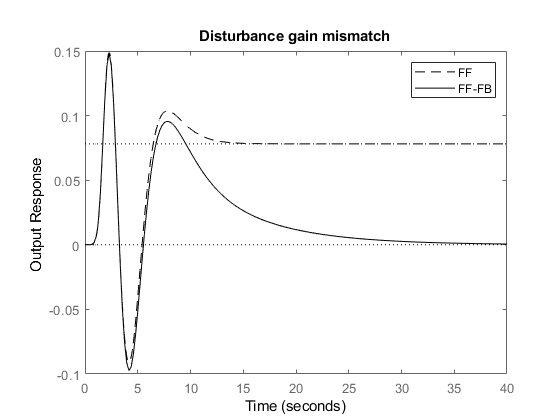 Disturbance gain mismatch
0.15
FF
FF-FB
0.1
0.05
0
-0.05
-0.1
Output Response
0 5 10 15 20 25 30 35 40
Time (seconds)